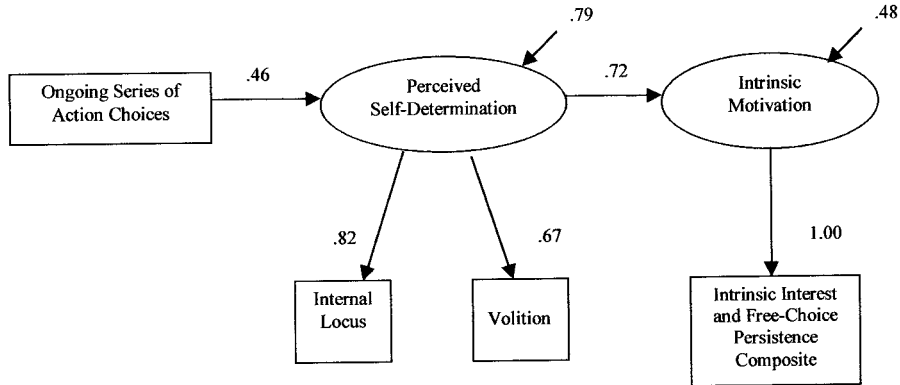 .79
.48
.46
.72
Ongoing Series of
Action Choices
Perceived
Self-Determination
Intrinsic
Motivation
.82
.67
1.00
Internal
Locus
Volition
Intrinsic Interest
and Free-Choice
Persistence
Composite